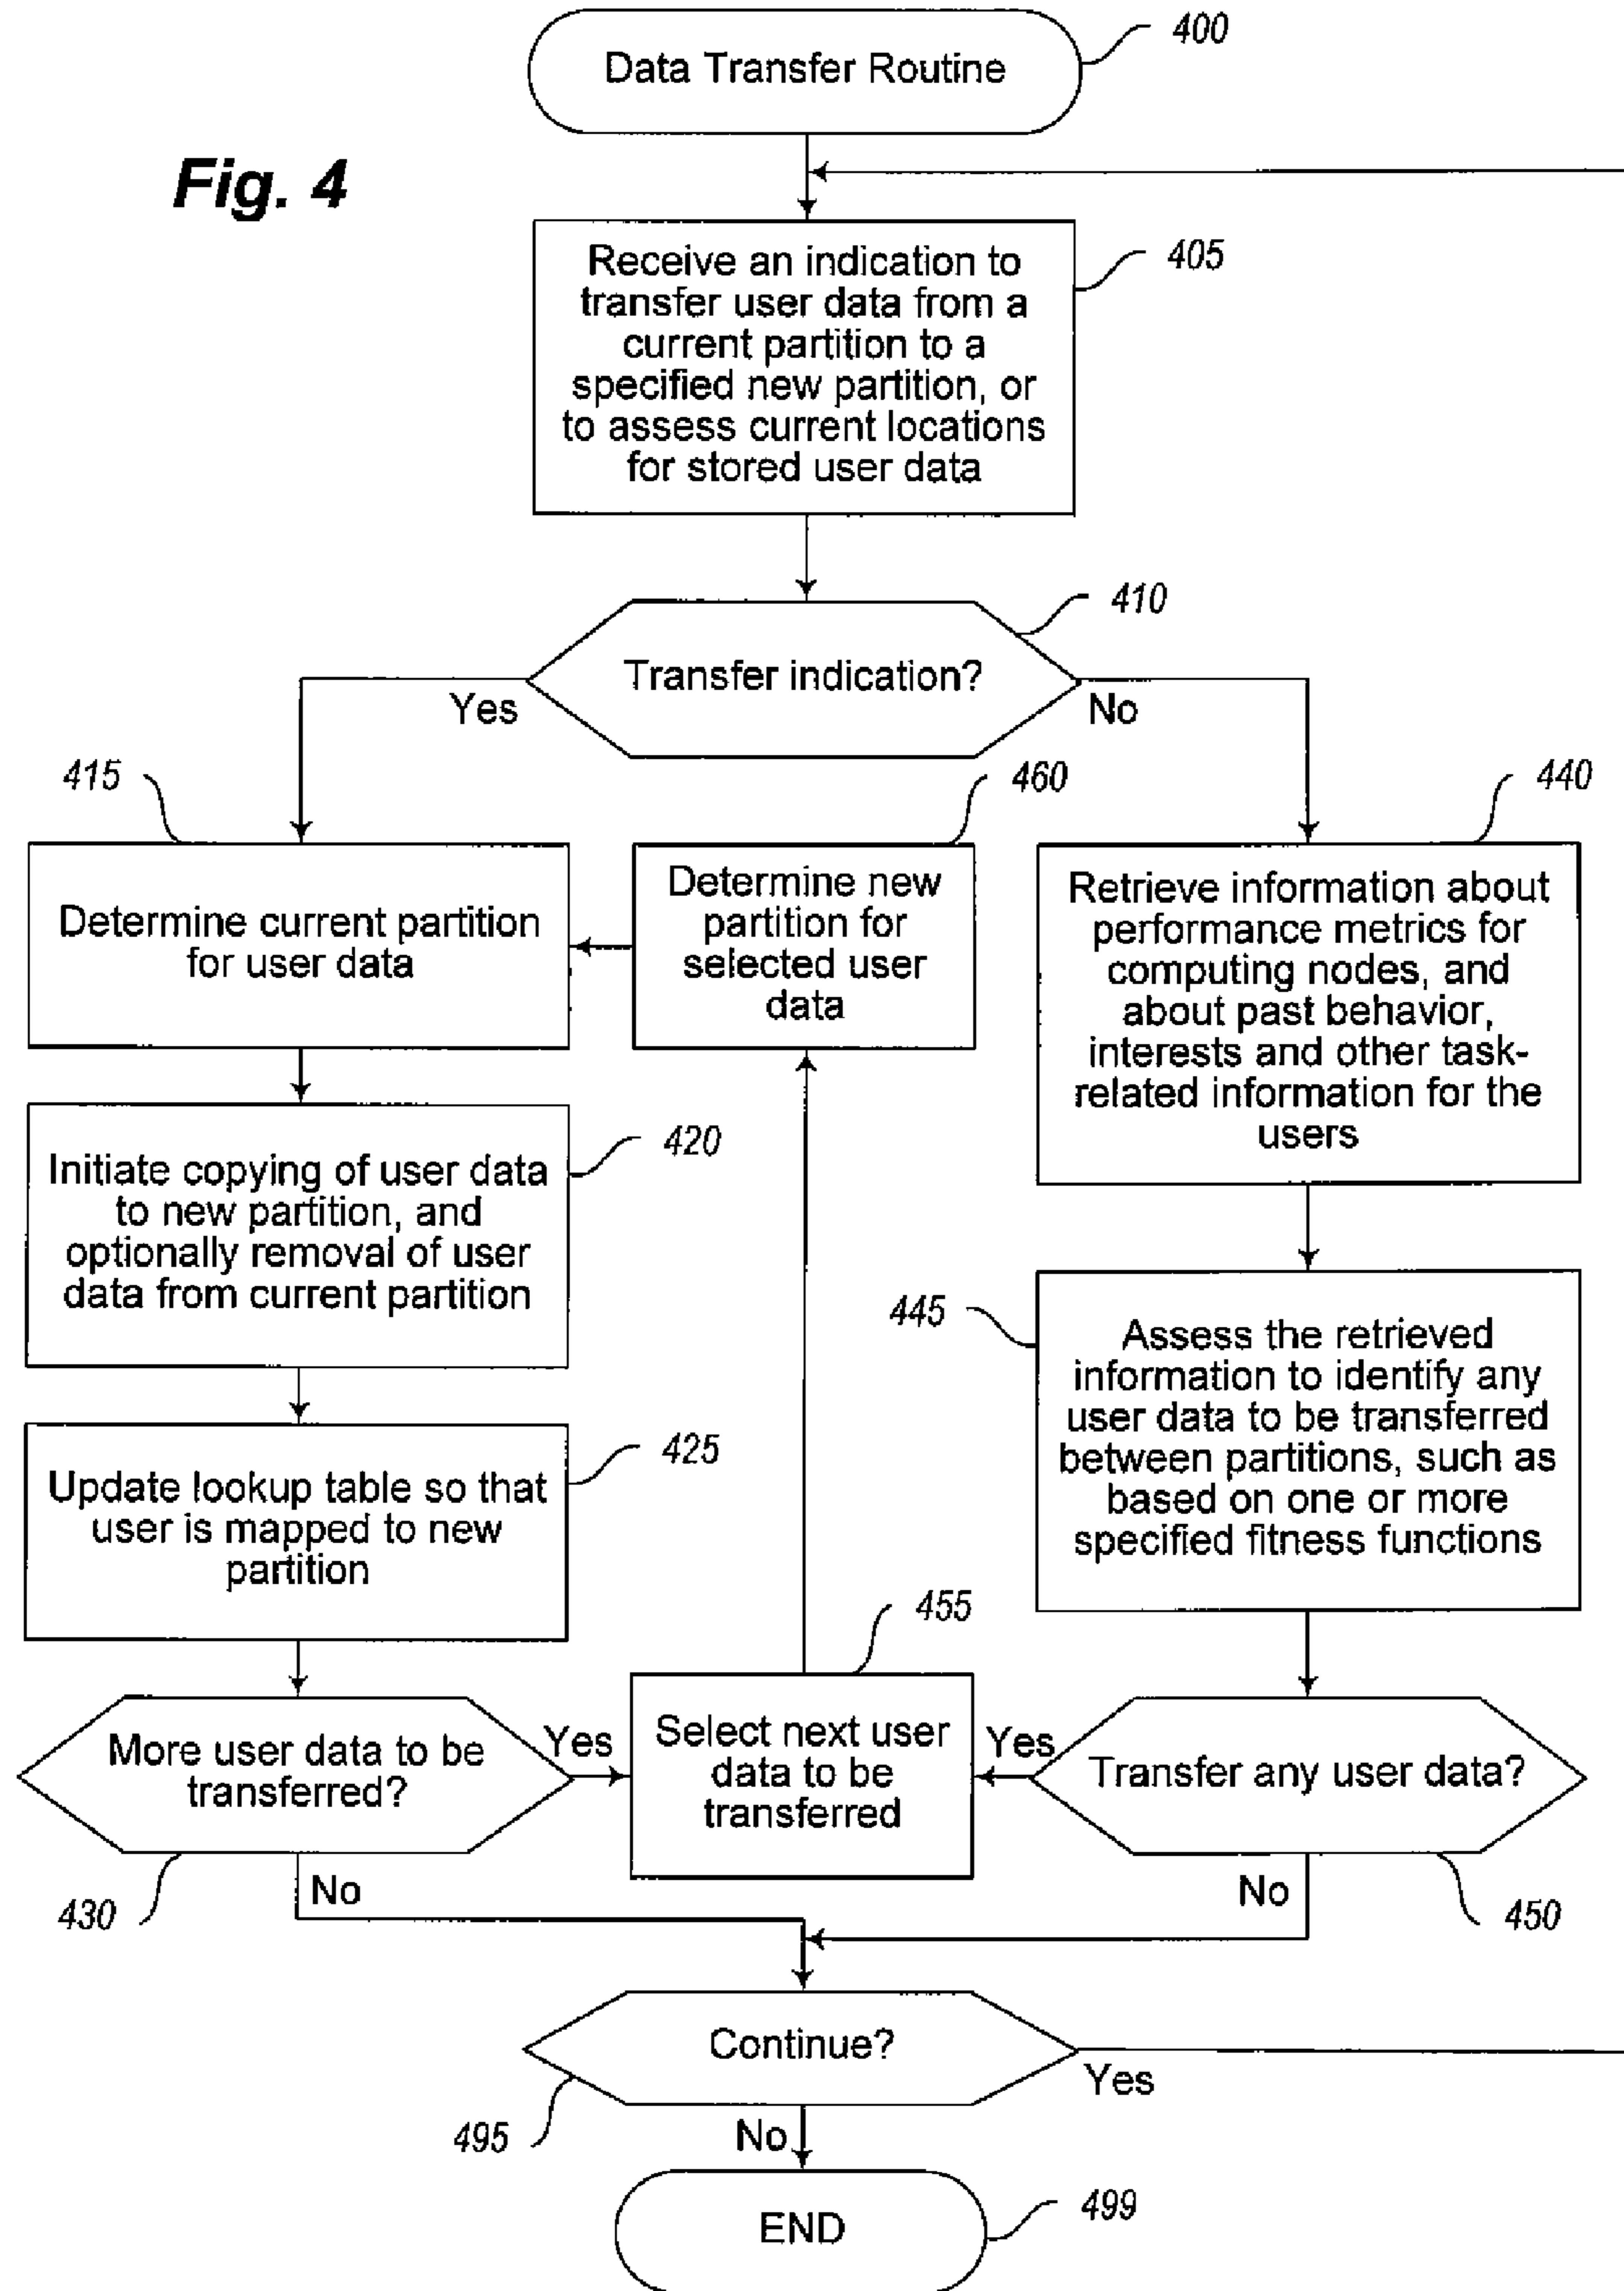 Data Transfer Routine
400
Fig. 4
Receive an indication to
transfer user data from a
current partition to a
specified new partition, or
to assess current locations
for stored user data
405
410
Transfer indication?
Yes
No
415
460
440
Determine current partition
for user data
Determine new
partition for
selected user
data
Retrieve information about
performance metrics for
computing nodes, and
about past behavior,
interests and other task-
related information for the
users
420
Initiate copying of user data
to new partition, and
optionally removal of user
data from current partition
445
Assess the retrieved
information to identify any
user data to be transferred
between partitions, such as
based on one or more
specified fitness functions
425
Update lookup table so that
user is mapped to new
partition
455
More user data to be
transferred?
Yes
Select next user
data to be
transferred
Yes
Transfer any user data?
430
No
No
450
Continue?
Yes
495
No
END
499